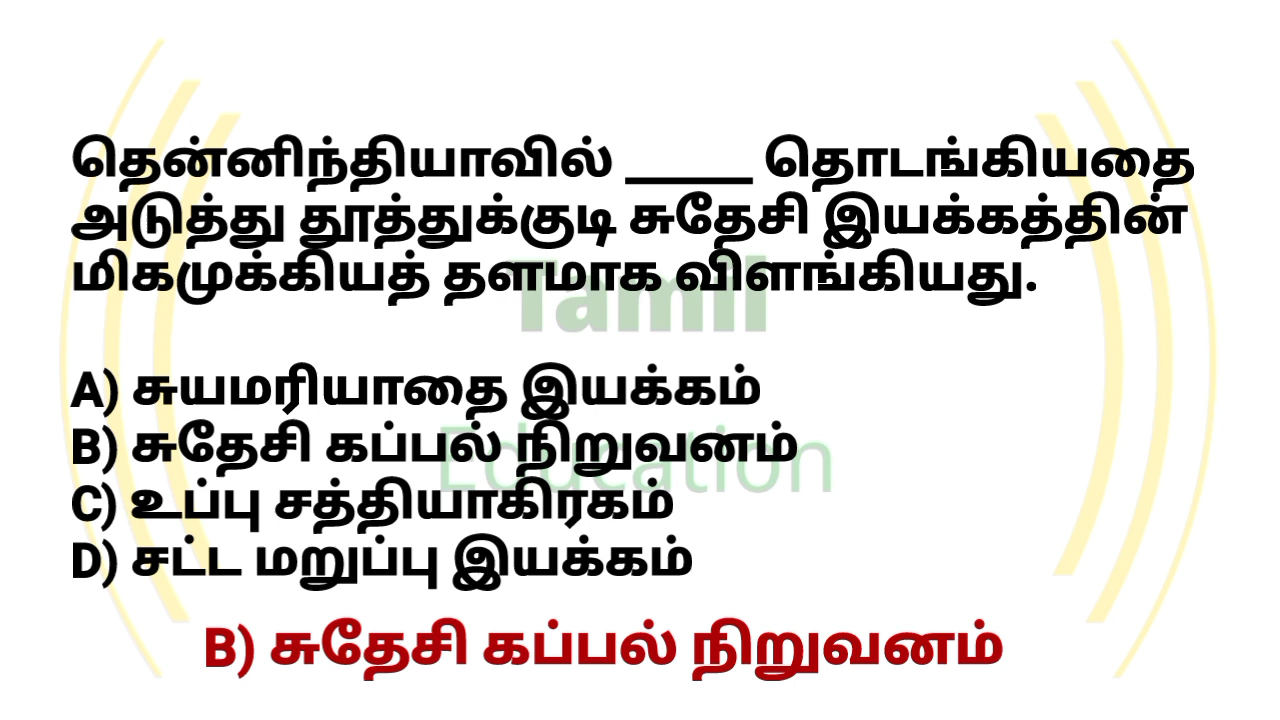 தென்னிந்தியாவில் _____ தொடங்கியதை
அடுத்து தூத்துக்குடி சுதேசி இயக்கத்தின்
மிகமுக்கியத் தளமாக விளங்கியது.
Tamil
A) சுயமரியாதை இயக்கம்
B) சுதேசி கப்பல் நிறுவனம்
Education
C) உப்பு சத்தியாகிரகம்
D) சட்ட மறுப்பு இயக்கம்
B) சுதேசி கப்பல் நிறுவனம்